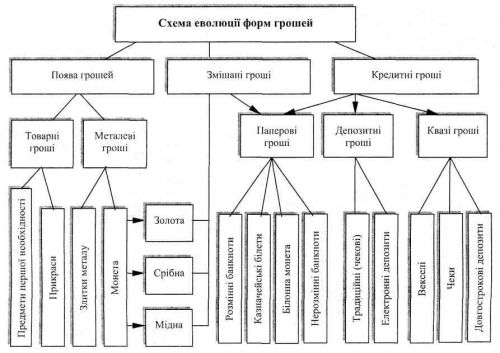 Схема еволюції форм грошей
Поява грошей
Змішані гроші
Кредитні гроші
Товарні
гроші
Металеві
гроші
Паперові
гроші
Депозитні
гроші
Квазі гроші
Предмети першої необхідності
Прикраси
Злитки металу
Монета
Золота
Срібна
Мідна
Розмінні банкноти
Казначейські білети
Білонна монета
Нерозмінні банкноти
Традиційні (чекові)
Електронні депозити
Векселі
Чеки
Довгострокові депозити